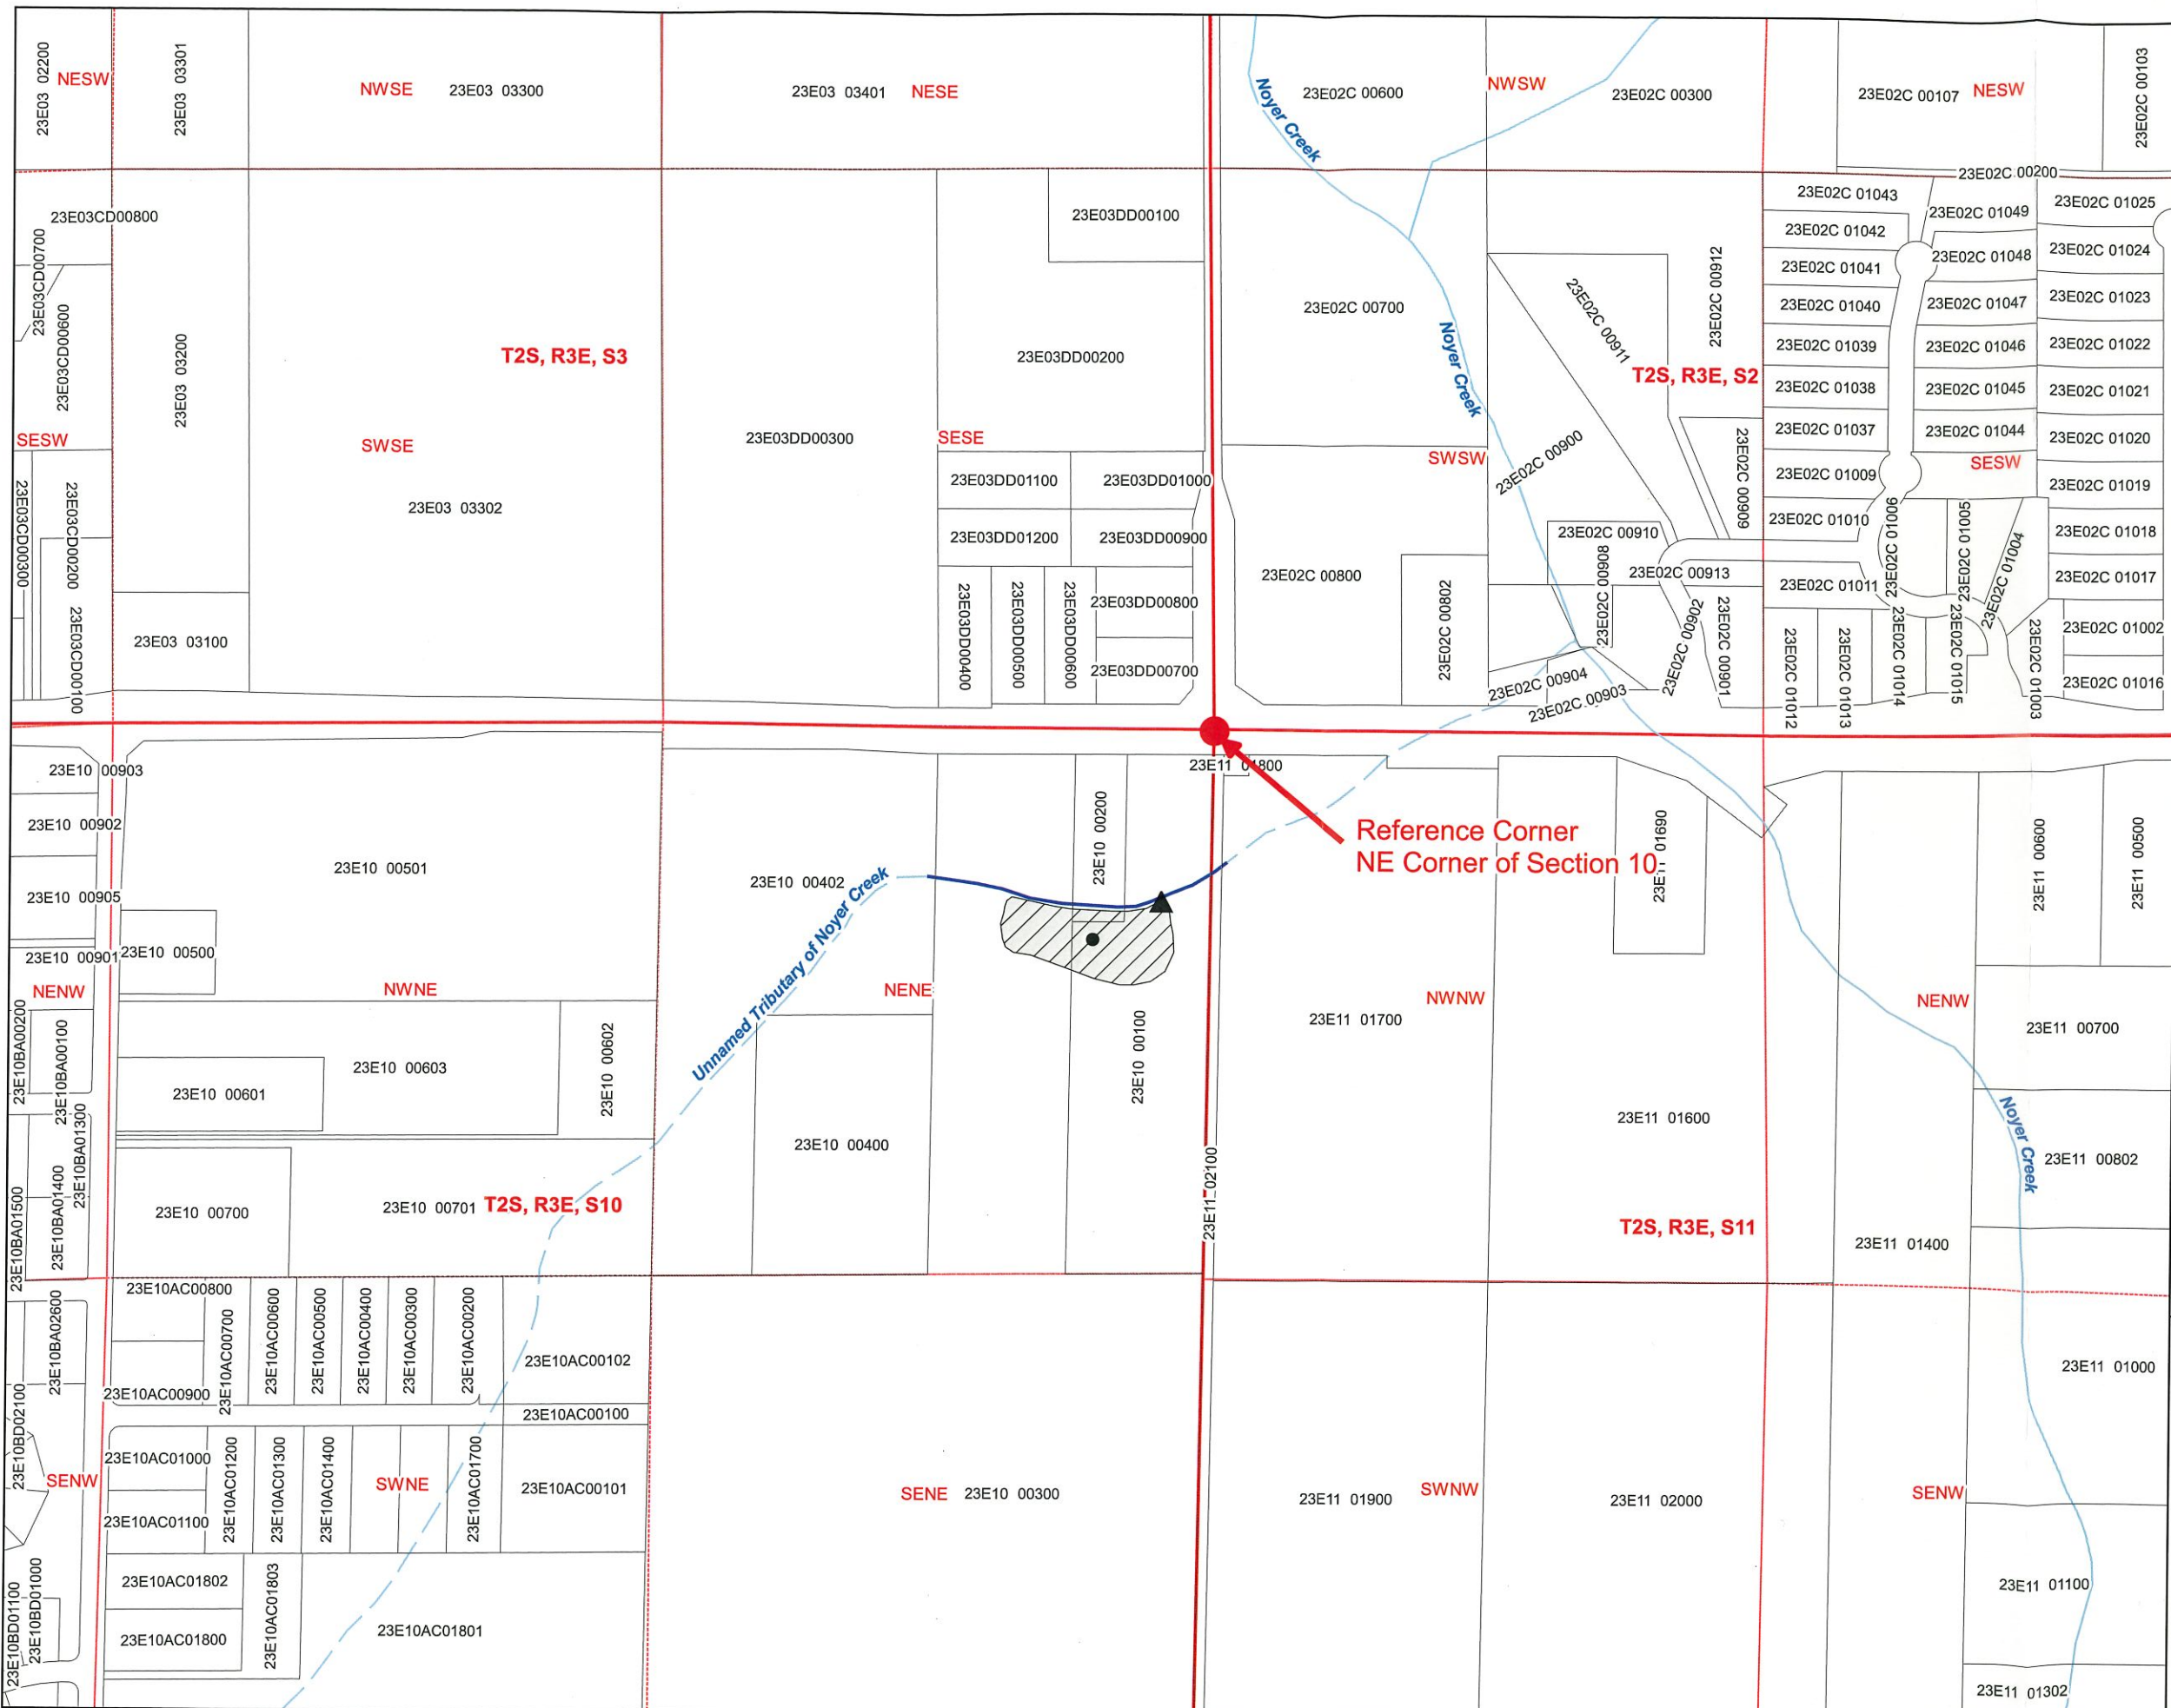 23E03 02200
NESW
23E03 03301
NWSE
23E03 03300
23E03 03401
NESE
Noyer Creek
23E02C 00600
NWSW
23E02C 00300
23E02C 00107
NESW
23E02C 00103
23E02C 00200
23E03CD00800
23E03CD00700
23E03CD00600
23E03 03200
T2S, R3E, S3
SESW
SWSE
23E03 03302
23E03CD00300
23E03CD00200
23E03CD00100
23E03 03100
23E03DD00100
23E03DD00200
23E03DD00300
SESE
23E03DD01100
23E03DD01000
23E03DD01200
23E03DD00900
23E03DD00400
23E03DD00500
23E03DD00600
23E03DD00800
23E03DD00700
23E02C 00700
Noyer Creek
23E02C 00911
23E02C 00912
T2S, R3E, S2
SWSW
23E02C 00900
23E02C 00909
23E02C 00800
23E02C 00802
23E02C 00910
23E02C 00908
23E02C 00913
23E02C 00902
23E02C 00901
23E02C 00904
23E02C 00903
23E02C 01043
23E02C 01042
23E02C 01041
23E02C 01040
23E02C 01039
23E02C 01038
23E02C 01037
23E02C 01009
23E02C 01010
23E02C 01011
23E02C 01049
23E02C 01048
23E02C 01047
23E02C 01046
23E02C 01045
23E02C 01044
SESW
23E02C 01025
23E02C 01024
23E02C 01023
23E02C 01022
23E02C 01021
23E02C 01020
23E02C 01019
23E02C 01018
23E02C 01017
23E02C 01002
23E02C 01016
23E02C 01006
23E02C 01005
23E02C 01004
23E02C 01012
23E02C 01013
23E02C 01014
23E02C 01015
23E02C 01003
23E10 00903
23E10 00902
23E10 00905
23E10 00901
23E10 00500
23E10 00501
NENW
NWNE
23E10BA00200
23E10BA00100
23E10BA01300
23E10BA01400
23E10BA01500
23E10 00603
23E10 00601
23E10 00602
23E10 00700
23E10 00701
T2S, R3E, S10
23E10 00402
Unnamed Tributary of Noyer Creek
NENE
23E10 00200
23E10 00400
23E10 00100
23E11 01800
Reference Corner
NE Corner of Section 10
23E11 01690
23E11 00600
23E11 00500
23E11 01700
NWNW
NENW
23E11 00700
23E11 01600
Noyer Creek
23E11 00802
23E11 02100
T2S, R3E, S11
23E11 01400
23E10AC00800
23E10BA02600
23E10AC00700
23E10AC00600
23E10AC00500
23E10AC00400
23E10AC00300
23E10AC00200
23E10AC00102
23E10AC00900
23E10AC00100
23E10BD02100
23E10AC01000
23E10AC01200
23E10AC01300
23E10AC01400
SWNE
23E10AC01700
23E10AC00101
SENW
23E10AC01100
23E10AC01802
23E10AC01803
23E10AC01800
23E10AC01801
23E10BD01100
23E10BD01000
SENE
23E10 00300
23E11 01900
SWNW
23E11 02000
SENW
23E11 01000
23E11 01100
23E11 01302